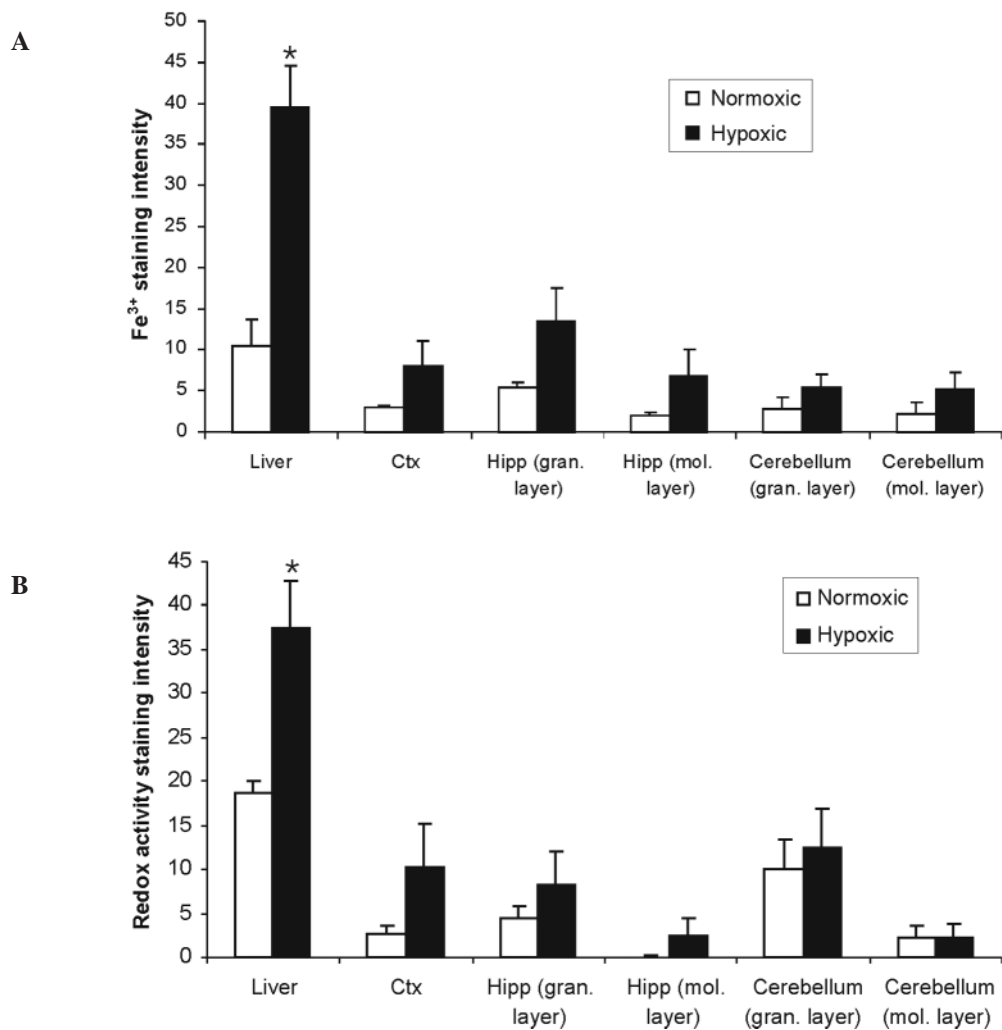 A
Fe³⁺ staining intensity
50
45
40
35
30
25
20
15
10
5
0
*
Normoxic
Hypoxic
Liver
Ctx
Hipp (gran.
layer)
Hipp (mol.
layer)
Cerebellum
(gran. layer)
Cerebellum
(mol. layer)
B
Redox activity staining intensity
45
40
35
30
25
20
15
10
5
0
*
Normoxic
Hypoxic
Liver
Ctx
Hipp (gran.
layer)
Hipp (mol.
layer)
Cerebellum
(gran. layer)
Cerebellum
(mol. layer)